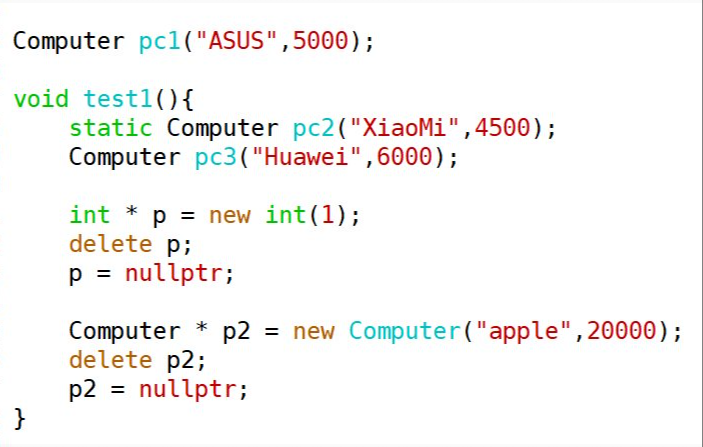 Computer pc1("ASUS",5000);
void test1(){
    static Computer pc2("XiaoMi",4500);
    Computer pc3("Huawei",6000);
    int * p = new int(1);
    delete p;
    p = nullptr;
    Computer * p2 = new Computer("apple",20000);
    delete p2;
    p2 = nullptr;
}